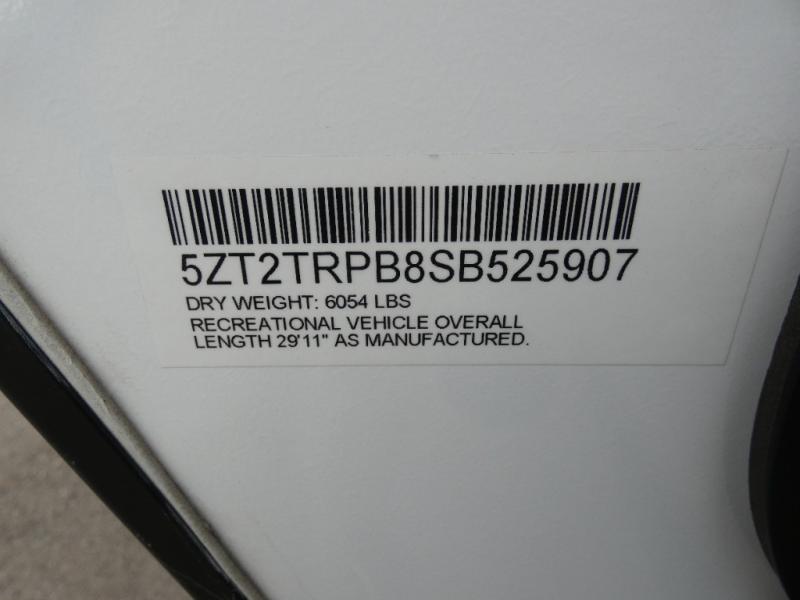 5ZT2TRPB8SB525907
DRY WEIGHT: 6054 LBS
RECREATIONAL VEHICLE OVERALL
LENGTH 29'11" AS MANUFACTURED.